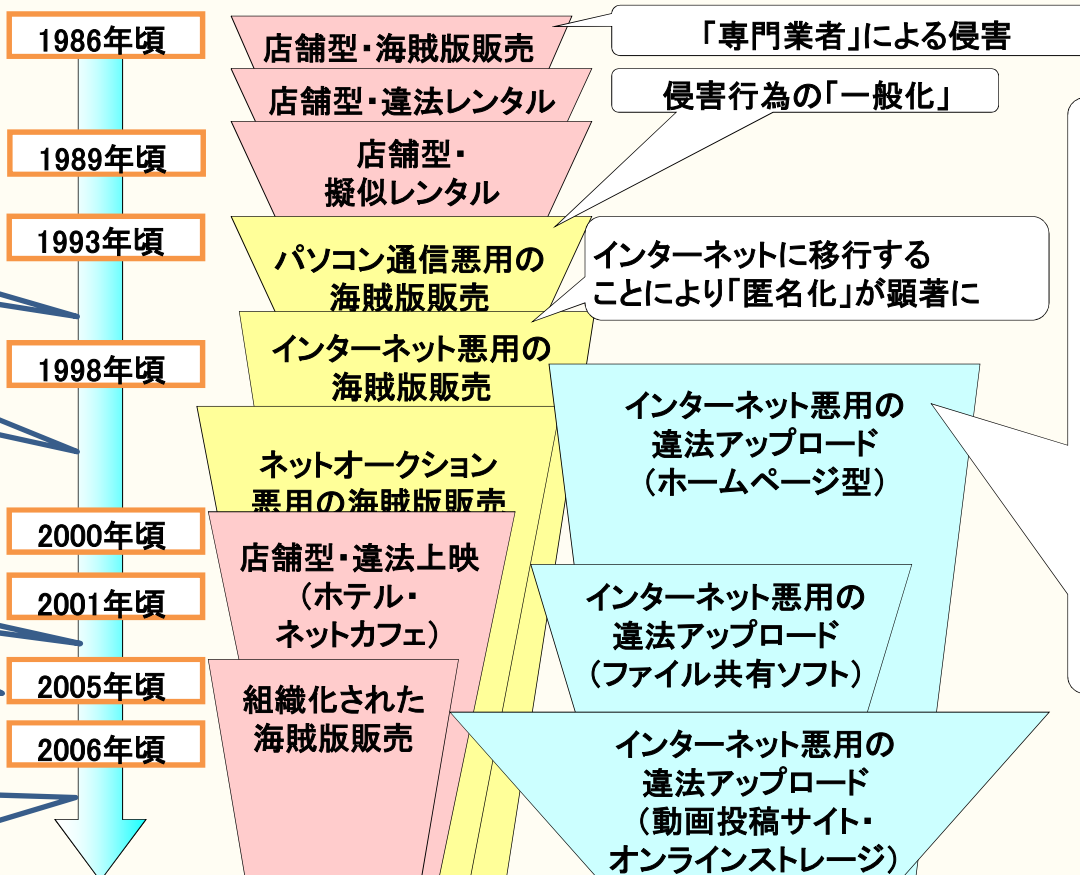 1986年頃
店舗型・海賊版販売
「専門業者」による侵害
店舗型・違法レンタル
侵害行為の「一般化」
1989年頃
店舗型・
擬似レンタル
1993年頃
パソコン通信悪用の
海賊版販売
インターネットに移行する
ことにより「匿名化」が顕著に
1998年頃
インターネット悪用の
海賊版販売
インターネット悪用の
違法アップロード
(ホームページ型)
ネットオークション
悪用の海賊版販売
2000年頃
店舗型・違法上映
(ホテル・
ネットカフェ)
2001年頃
インターネット悪用の
違法アップロード
(ファイル共有ソフト)
2005年頃
組織化された
海賊版販売
2006年頃
インターネット悪用の
違法アップロード
(動画投稿サイト・
オンラインストレージ)